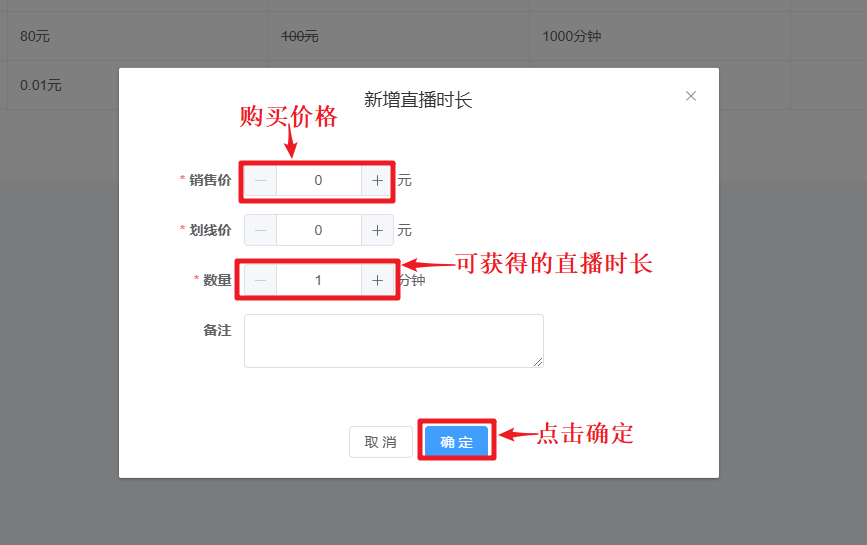 80元 100元 1000分钟
0.01元
新增直播时长
购买价格
* 销售价 0 元
* 划线价 0 元
可获得的直播时长
* 数量 1 分钟
备注
取消 确定
点击确定